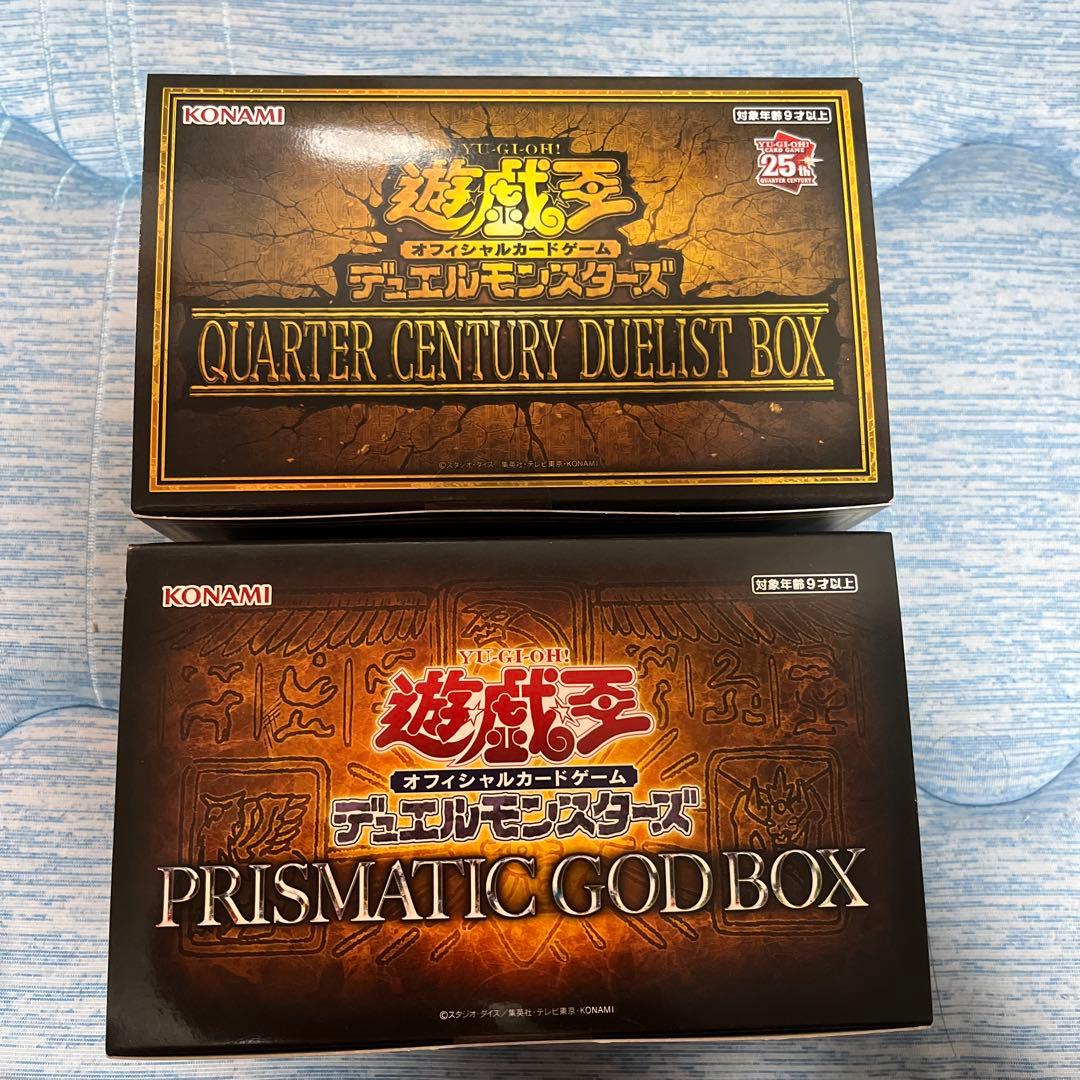 KONAMI
対象年齢9才以上
YU-GI-OH!
CARD GAME
25th
QUARTER CENTURY
YU-GI-OH!
遊戯王
オフィシャルカードゲーム
デュエルモンスターズ
QUARTER CENTURY DUELIST BOX
©スタジオ・ダイス/集英社・テレビ東京・KONAMI
KONAMI
対象年齢9才以上
YU-GI-OH!
遊戯王
オフィシャルカードゲーム
デュエルモンスターズ
PRISMATIC GOD BOX
©スタジオ・ダイス/集英社・テレビ東京・KONAMI